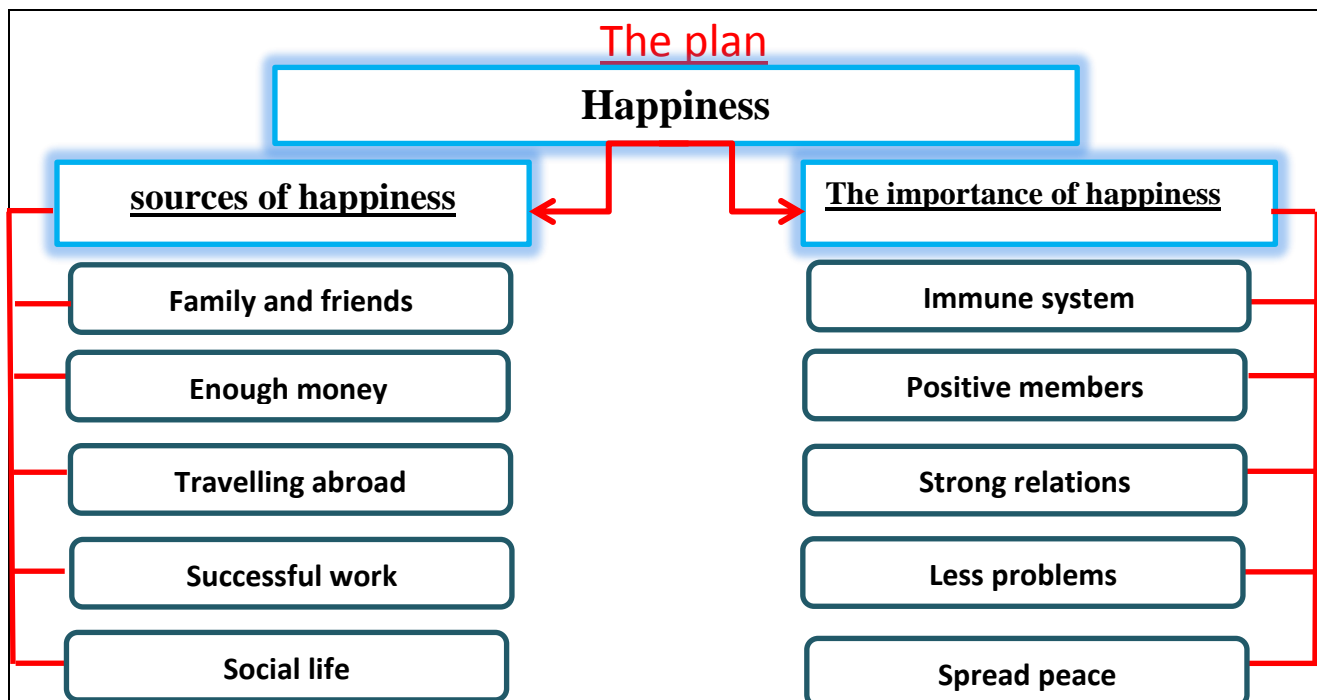 The plan
Happiness
sources of happiness
Family and friends
Enough money
Travelling abroad
Successful work
Social life
The importance of happiness
Immune system
Positive members
Strong relations
Less problems
Spread peace